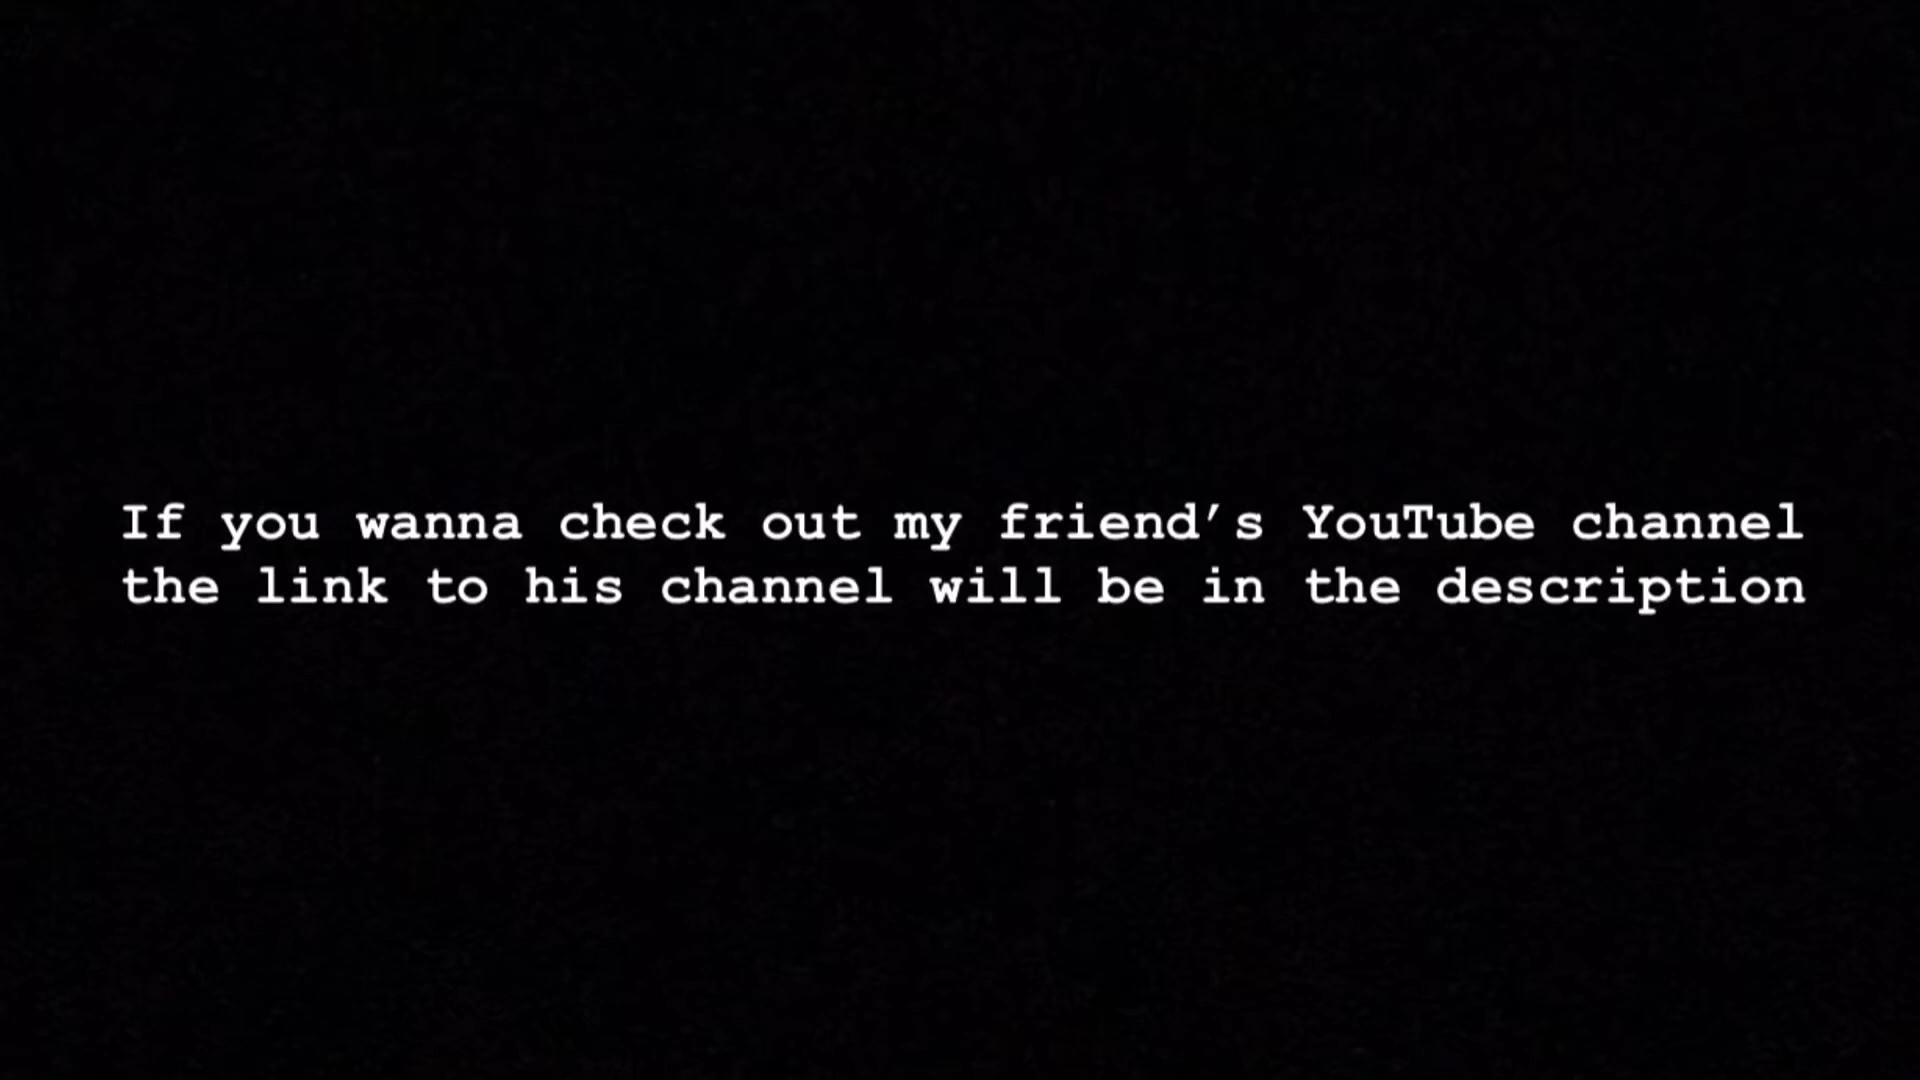 If you wanna check out my friend’s YouTube channel
the link to his channel will be in the description